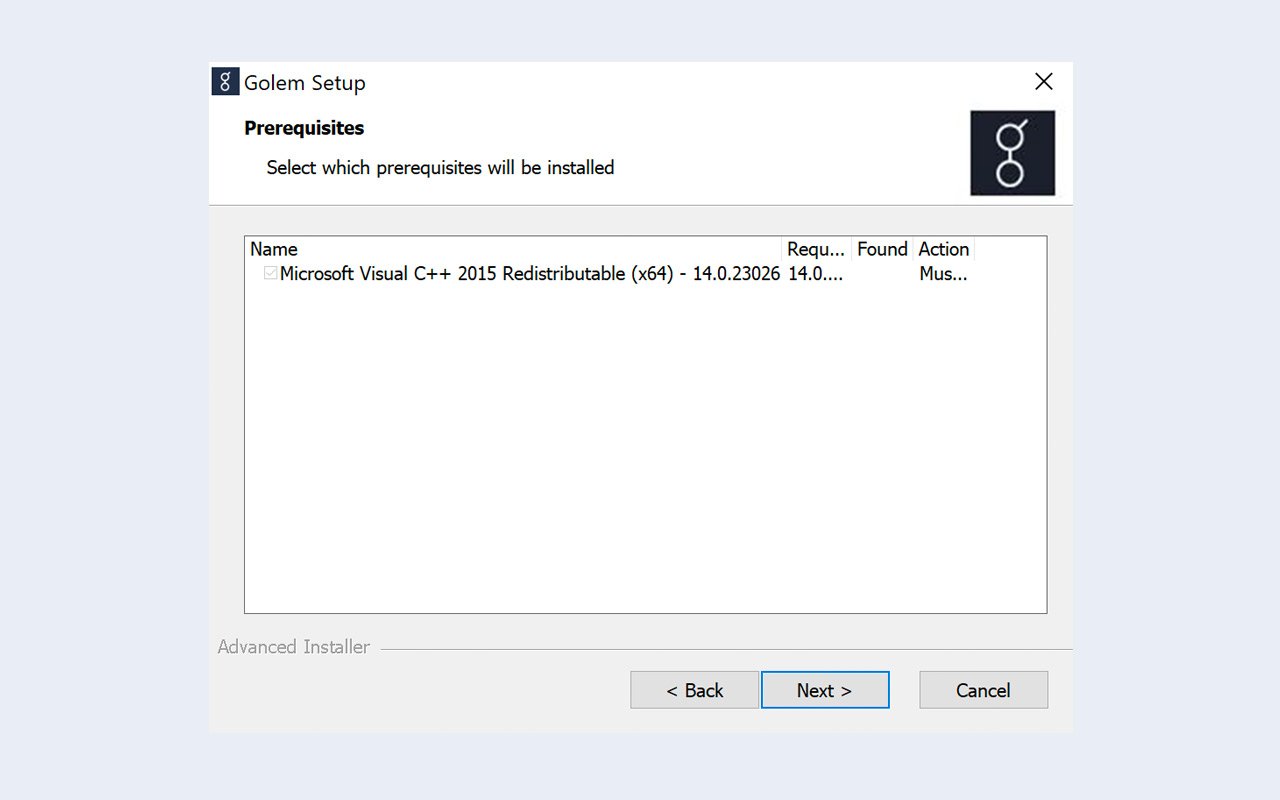 Golem Setup
Prerequisites
Select which prerequisites will be installed
Name Requ... Found Action
Microsoft Visual C++ 2015 Redistributable (x64) - 14.0.23026 14.0.... Mus...
Advanced Installer
< Back Next > Cancel